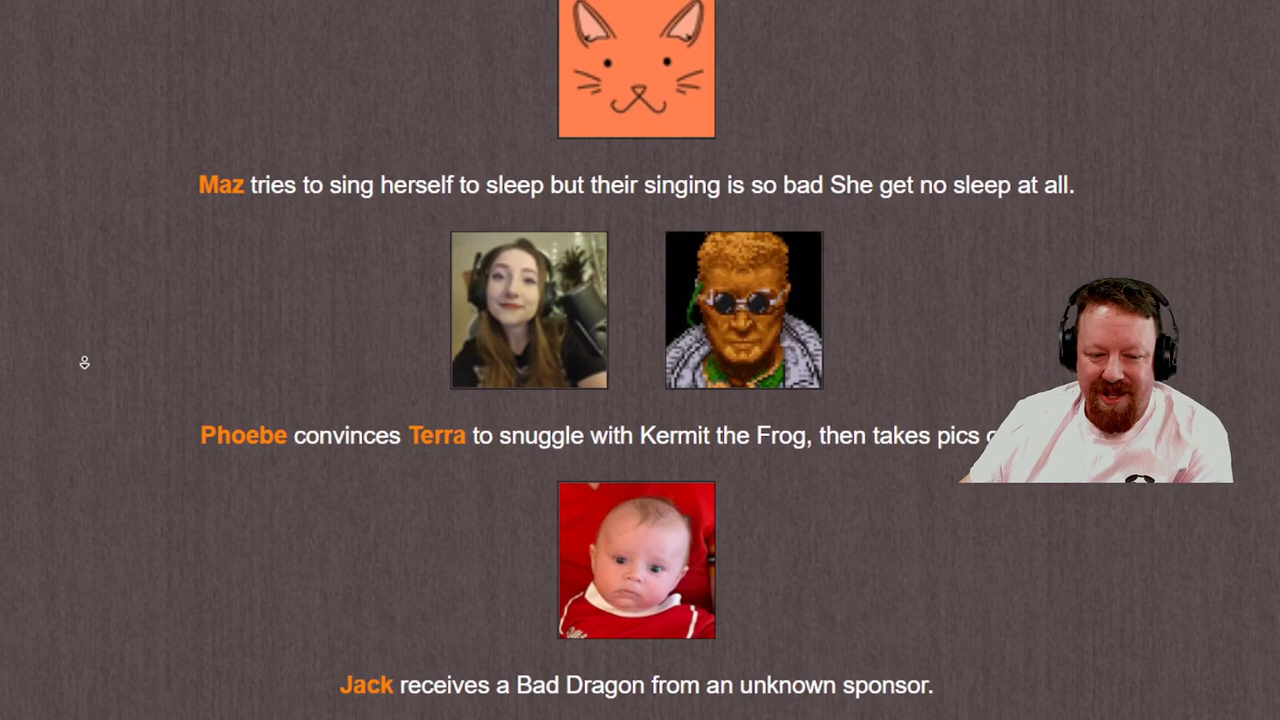 Maz tries to sing herself to sleep but their singing is so bad She get no sleep at all.
Phoebe convinces Terra to snuggle with Kermit the Frog, then takes pics
Jack receives a Bad Dragon from an unknown sponsor.